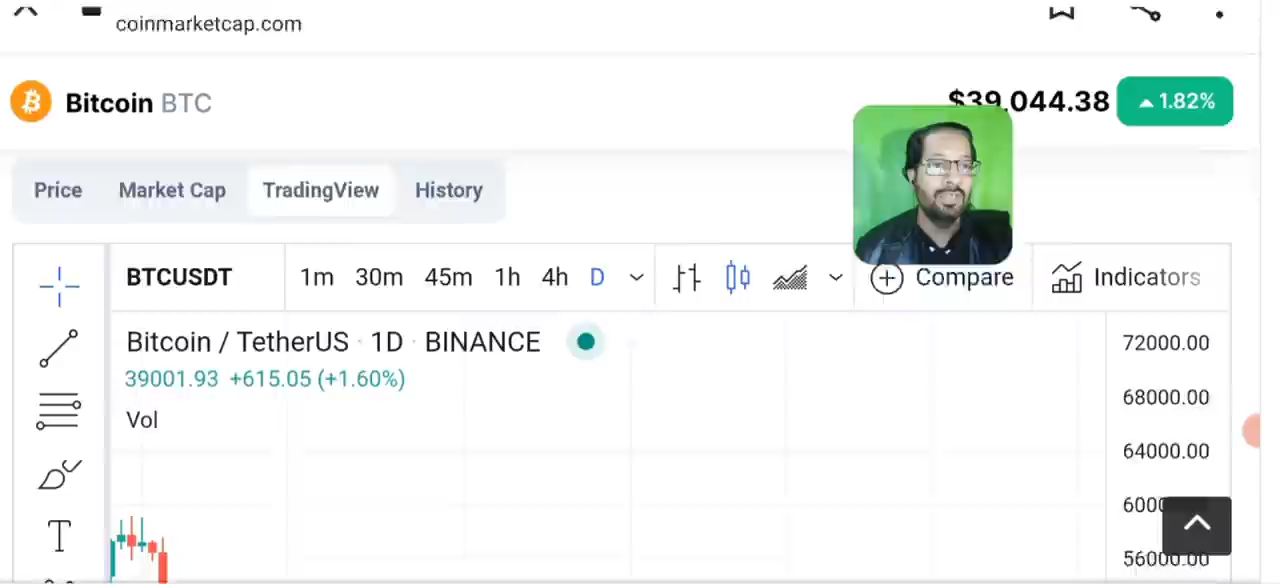 coinmarketcap.com
Bitcoin BTC
$39,044.38
1.82%
Price Market Cap TradingView History
BTCUSDT 1m 30m 45m 1h 4h D Compare Indicators
Bitcoin / TetherUS · 1D · BINANCE
39001.93 +615.05 (+1.60%)
Vol
T
72000.00
68000.00
64000.00
56000.00